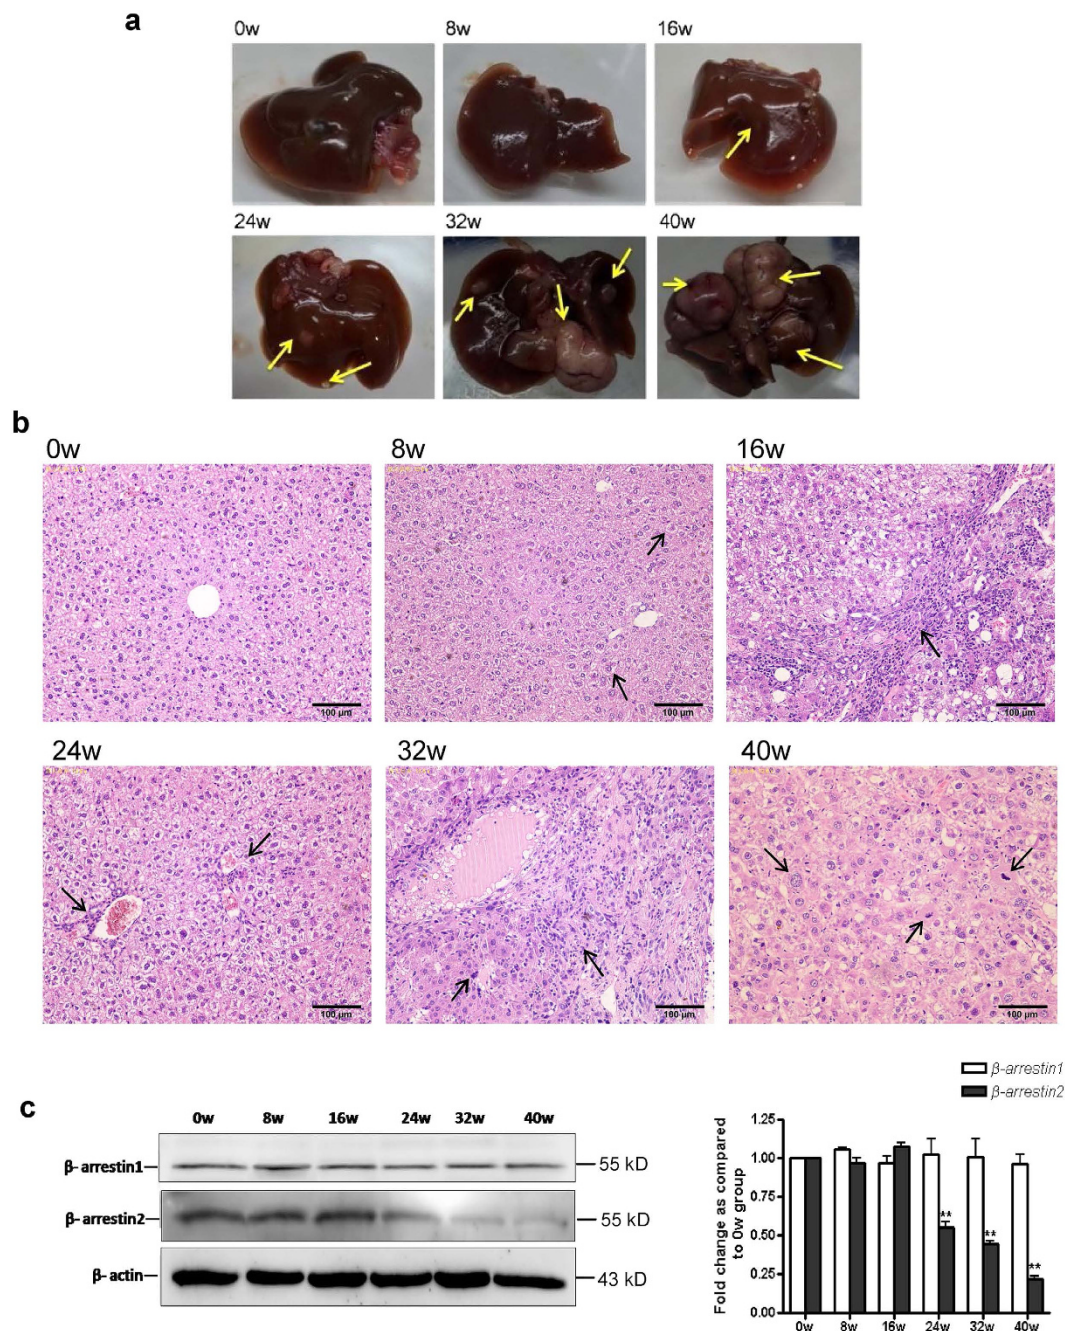 a
0w 8w 16w
24w 32w 40w
b
0w 8w 16w
100 µm 100 µm 100 µm
24w 32w 40w
100 µm 100 µm 100 µm
c
0w 8w 16w 24w 32w 40w
β- arrestin1 55 kD
β- arrestin2 55 kD
β- actin 43 kD
β-arrestin1
β-arrestin2
Fold change as compared
to 0w group
1.25
1.00
0.75
0.50
0.25
0.00
**
**
**
0w 8w 16w 24w 32w 40w